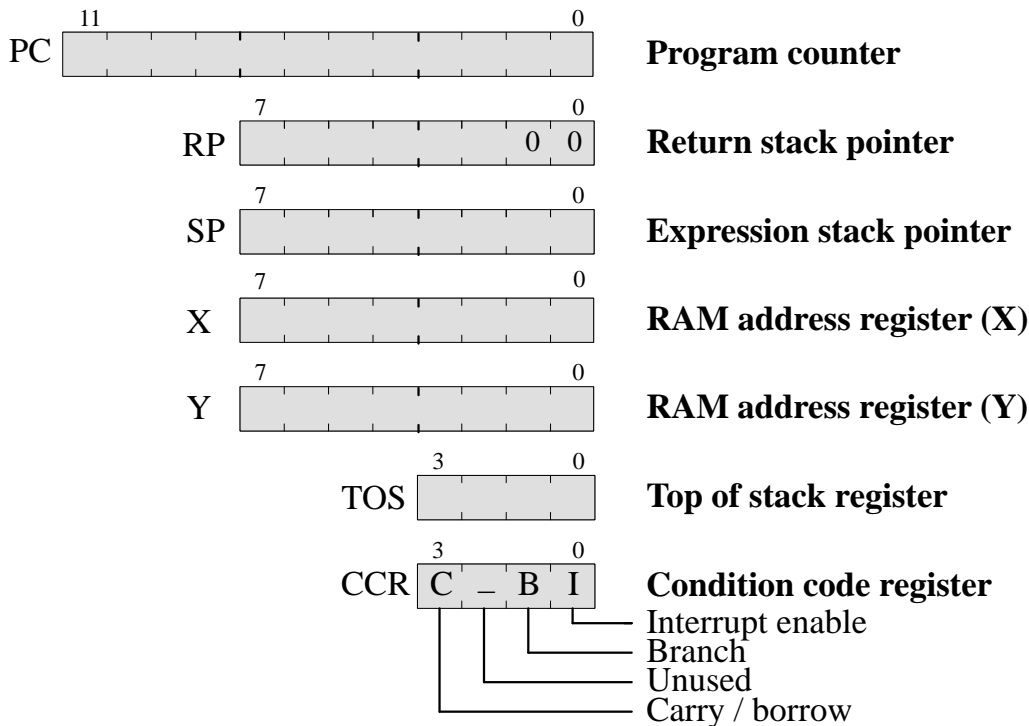 11 0
PC Program counter
7 0
RP 0 0 Return stack pointer
7 0
SP Expression stack pointer
7 0
X RAM address register (X)
7 0
Y RAM address register (Y)
3 0
TOS Top of stack register
3 0
CCR C – B I Condition code register
Interrupt enable
Branch
Unused
Carry / borrow